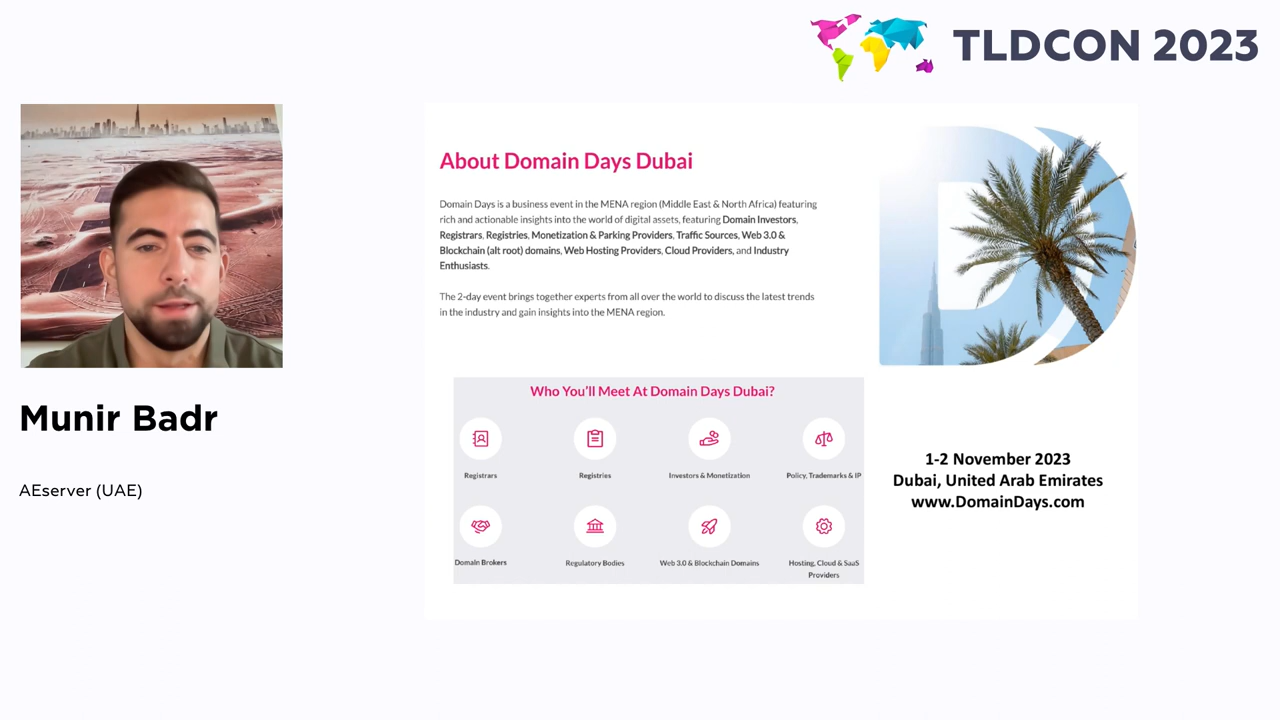 TLDCON 2023
Munir Badr
AEserver (UAE)
About Domain Days Dubai
Domain Days is a business event in the MENA region (Middle East & North Africa) featuring
rich and actionable insights into the world of digital assets, featuring Domain Investors,
Registrars, Registries, Monetization & Parking Providers, Traffic Sources, Web 3.0 &
Blockchain (alt root) domains, Web Hosting Providers, Cloud Providers, and Industry
Enthusiasts.
The 2-day event brings together experts from all over the world to discuss the latest trends
in the industry and gain insights into the MENA region.
Who You'll Meet At Domain Days Dubai?
Registrars
Registries
Investors & Monetization
Policy, Trademarks & IP
Domain Brokers
Regulatory Bodies
Web 3.0 & Blockchain Domains
Hosting, Cloud & SaaS
Providers
1-2 November 2023
Dubai, United Arab Emirates
www.DomainDays.com